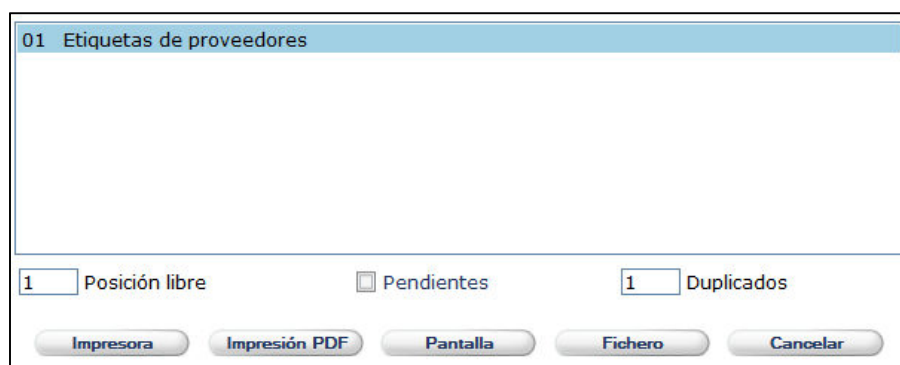 01 Etiquetas de proveedores
1 Posición libre Pendientes 1 Duplicados
Impresora Impresión PDF Pantalla Fichero Cancelar